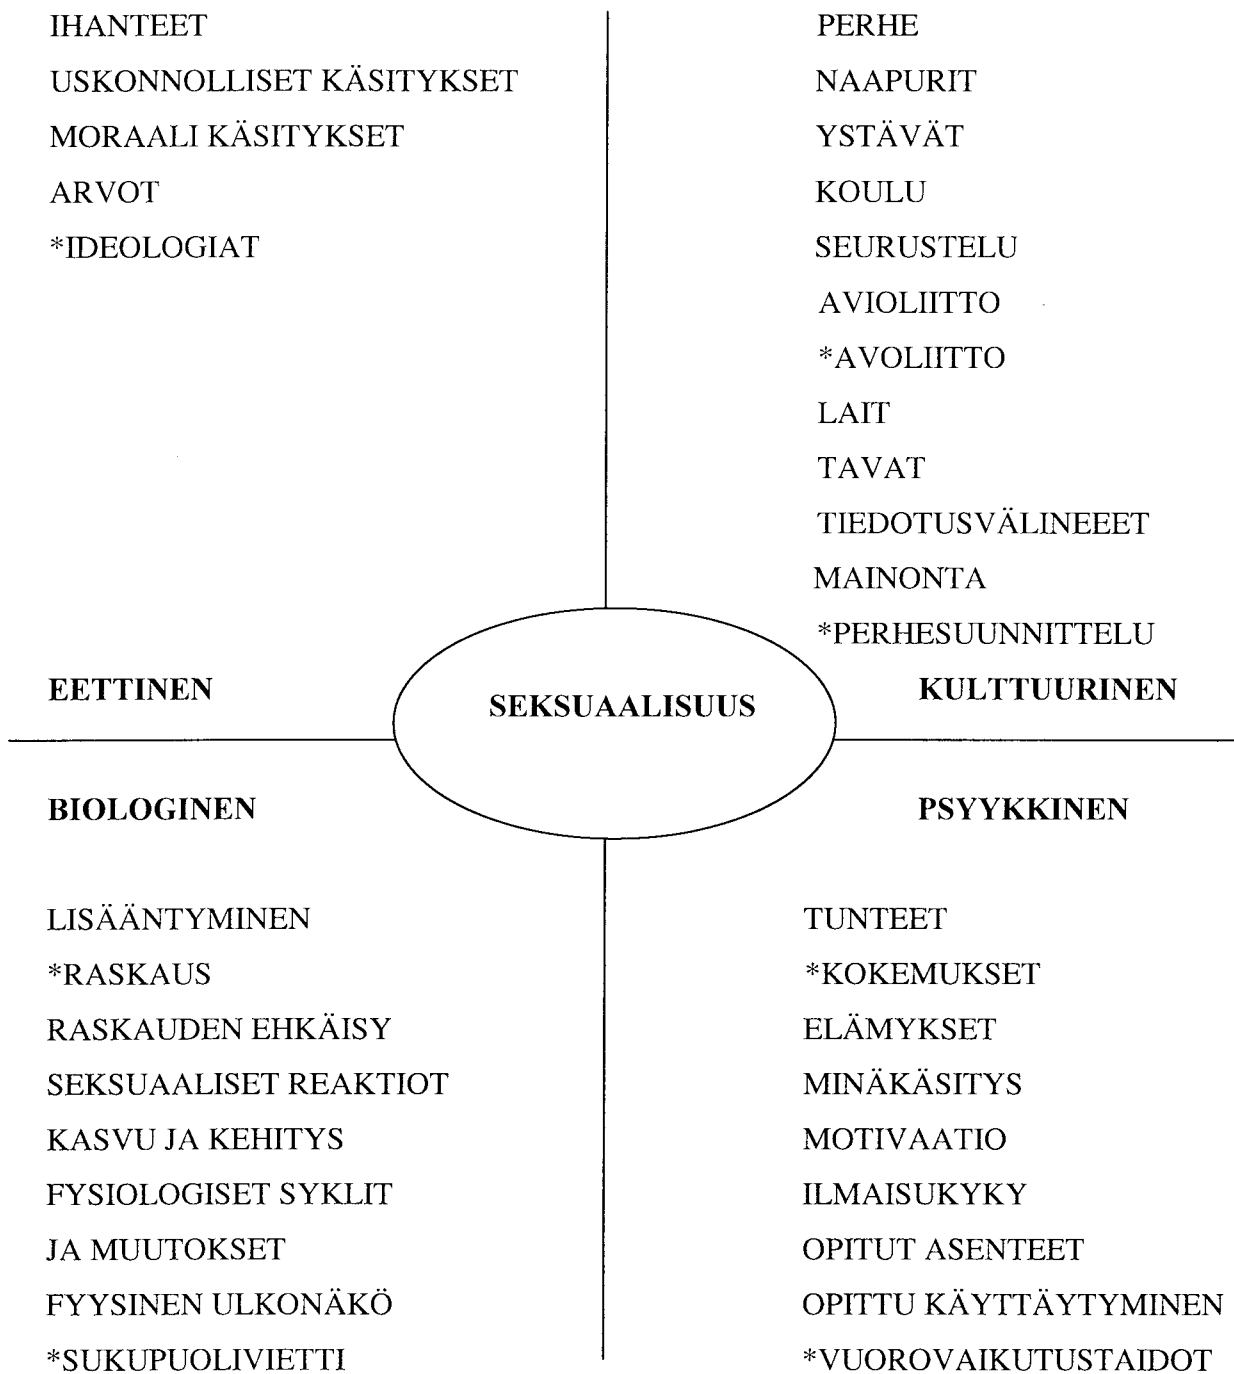 IHANTEET
USKONNOLLISET KÄSITYKSET
MORAALI KÄSITYKSET
ARVOT
*IDEOLOGIAT
PERHE
NAAPURIT
YSTÄVÄT
KOULU
SEURUSTELU
AVIOLIITTO
*AVOLIITTO
LAIT
TAVAT
TIEDOTUSVÄLINEEET
MAINONTA
*PERHESUUNNITTELU
EETTINEN
SEKSUAALISUUS
KULTTUURINEN
BIOLOGINEN
PSYYKKINEN
LISÄÄNTYMINEN
*RASKAUS
RASKAUDEN EHKÄISY
SEKSUAALISET REAKTIOT
KASVU JA KEHITYS
FYSIOLOGISET SYKLIT
JA MUUTOKSET
FYYSINEN ULKONÄKÖ
*SUKUPUOLIVIETTI
TUNTEET
*KOKEMUKSET
ELÄMYKSET
MINÄKÄSITYS
MOTIVAATIO
ILMAISUKYKY
OPITUT ASENTEET
OPITTU KÄYTTÄYTYMINEN
*VUOROVAIKUTUSTAIDOT